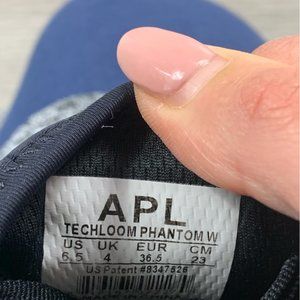 APL
TECHLOOM PHANTOM W
US UK EUR CM
6.5 4 36.5 23
US Patent #8347526